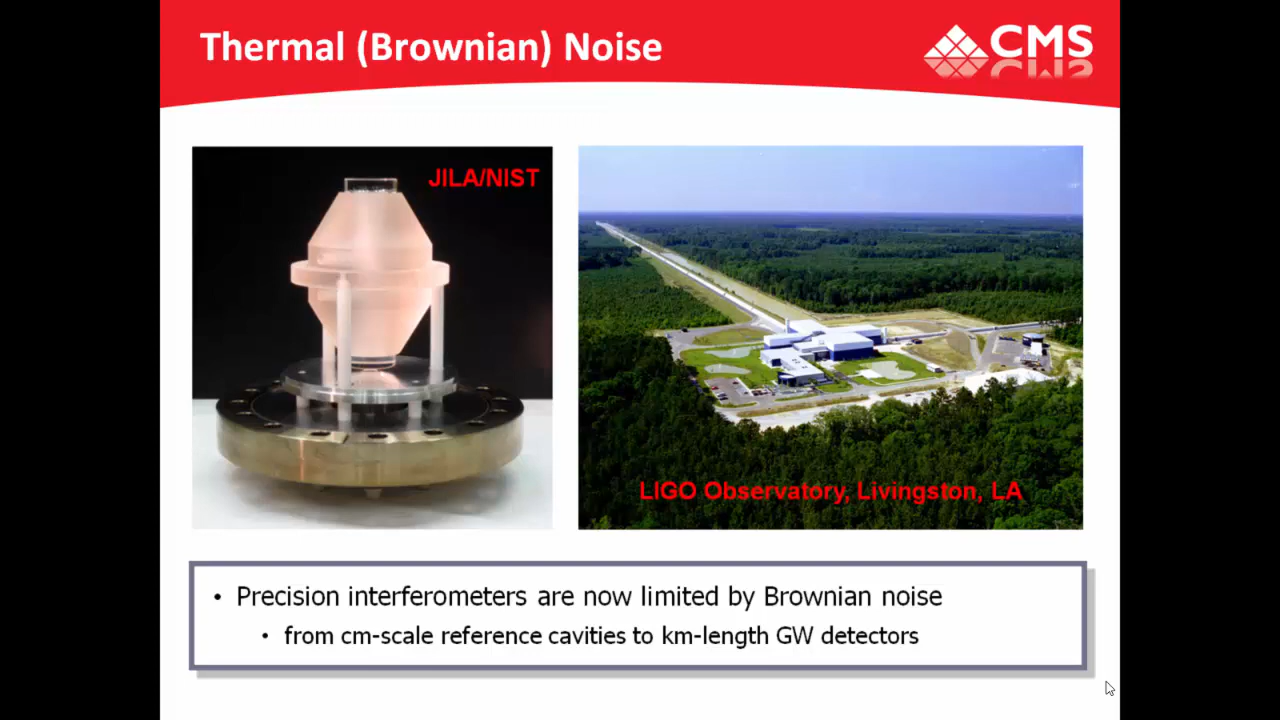 Thermal (Brownian) Noise
CMS
JILA/NIST
LIGO Observatory, Livingston, LA
• Precision interferometers are now limited by Brownian noise
• from cm-scale reference cavities to km-length GW detectors